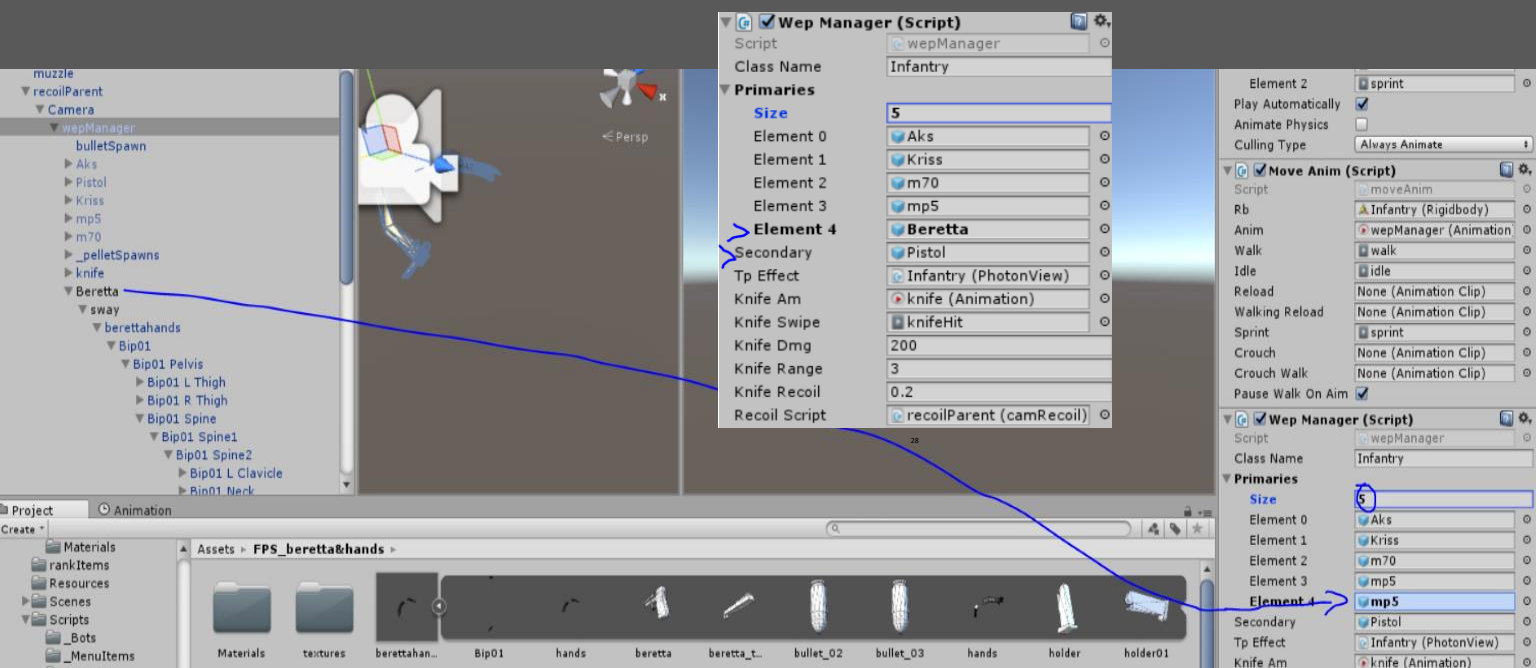 muzzle
recoilParent
Camera
wepManager
bulletSpawn
Aks
Pistol
Kriss
mp5
m70
_pelletSpawns
knife
Beretta
sway
berettahands
Bip01
Bip01 Pelvis
Bip01 L Thigh
Bip01 R Thigh
Bip01 Spine
Bip01 Spine1
Bip01 Spine2
Bip01 L Clavicle
Bip01 Neck
x
Persp
Wep Manager (Script)
Script wepManager
Class Name Infantry
Primaries
Size 5
Element 0 Aks
Element 1 Kriss
Element 2 m70
Element 3 mp5
Element 4 Beretta
Secondary Pistol
Tp Effect Infantry (PhotonView)
Knife Am knife (Animation)
Knife Swipe knifeHit
Knife Dmg 200
Knife Range 3
Knife Recoil 0.2
Recoil Script recoilParent (camRecoil)
28
Element 2 sprint
Play Automatically
Animate Physics
Culling Type Always Animate
Move Anim (Script)
Script moveAnim
Rb Infantry (Rigidbody)
Anim wepManager (Animation
Walk walk
Idle idle
Reload None (Animation Clip)
Walking Reload None (Animation Clip)
Sprint sprint
Crouch None (Animation Clip)
Crouch Walk None (Animation Clip)
Pause Walk On Aim
Wep Manager (Script)
Script wepManager
Class Name Infantry
Primaries
Size 5
Element 0 Aks
Element 1 Kriss
Element 2 m70
Element 3 mp5
Element 4 mp5
Secondary Pistol
Tp Effect Infantry (PhotonView)
Knife Am knife (Animation)
Project Animation
Create
Materials
rankItems
Resources
Scenes
Scripts
_Bots
_MenuItems
Assets FPS_beretta&hands
Materials textures berettahan... Bip01 hands beretta beretta_t... bullet_02 bullet_03 hands holder holder01